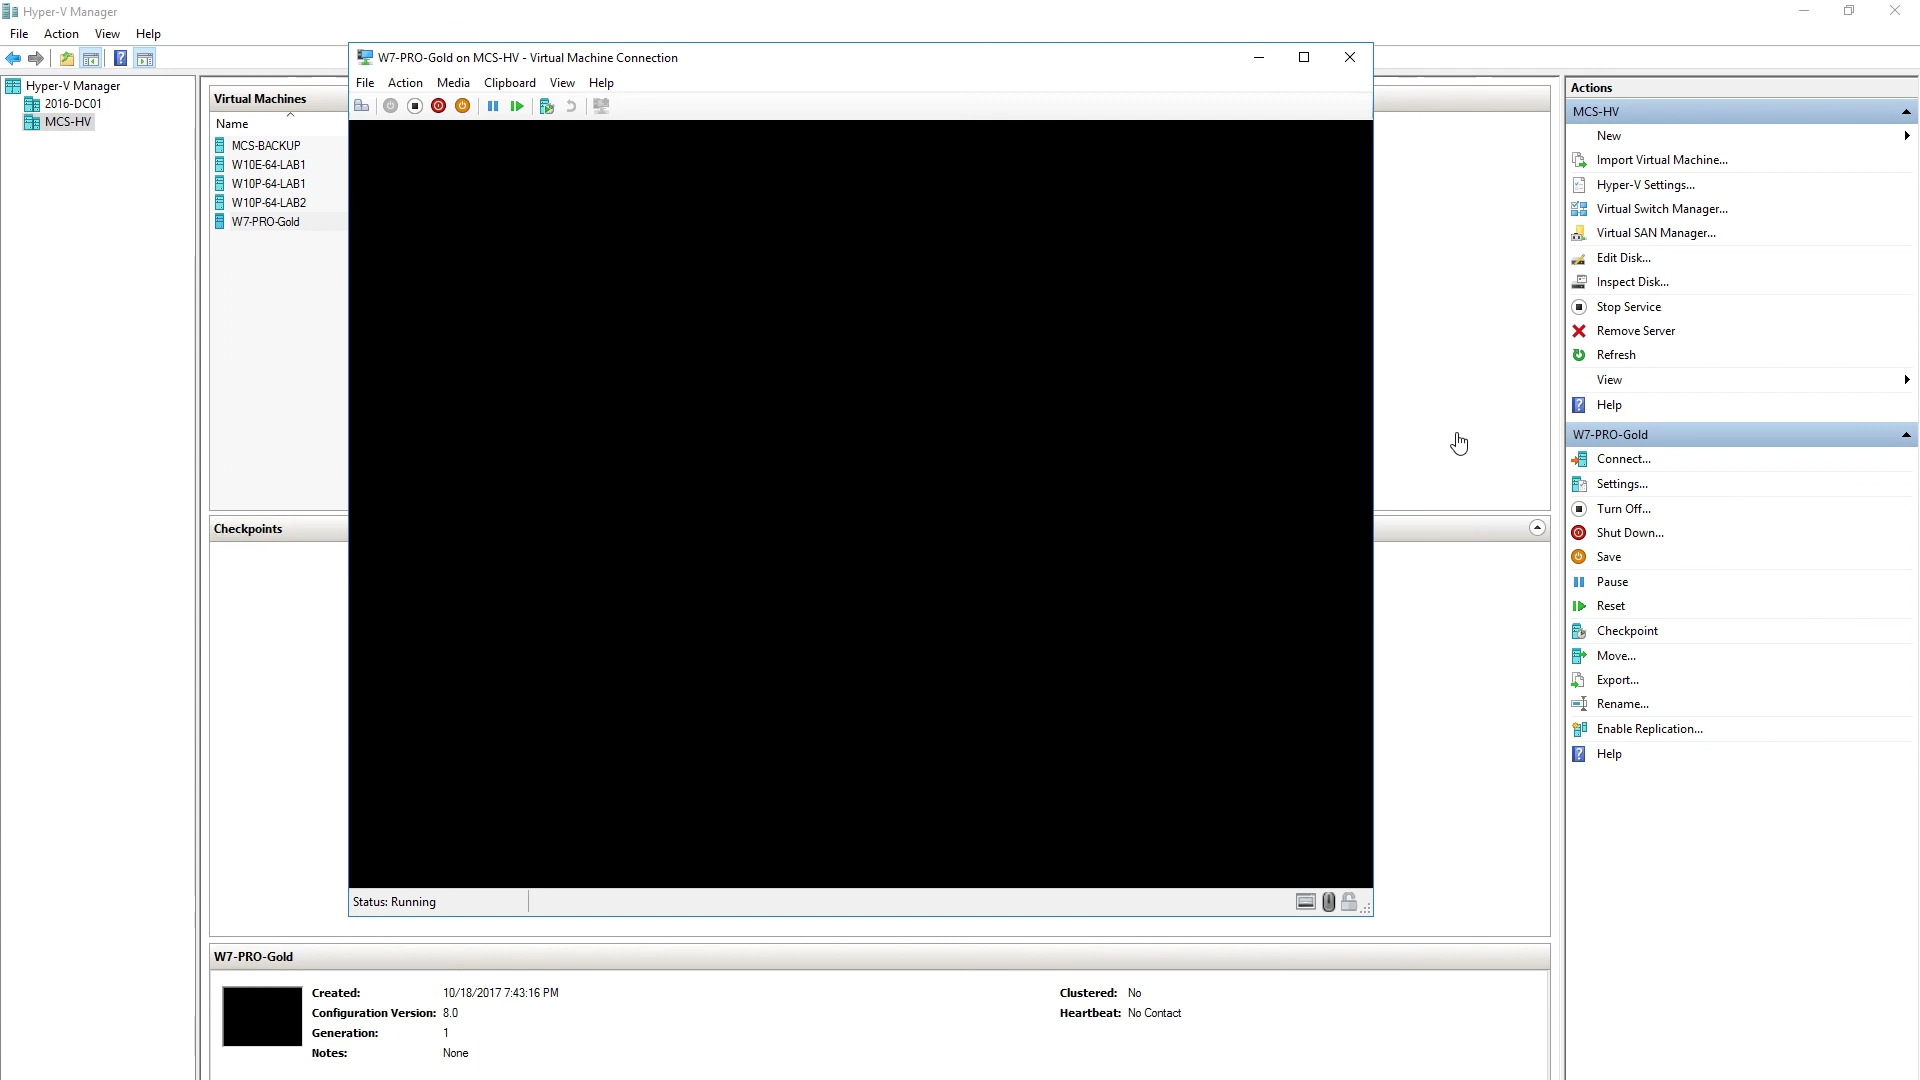 Hyper-V Manager
File Action View Help
W7-PRO-Gold on MCS-HV - Virtual Machine Connection
File Action Media Clipboard View Help
Hyper-V Manager
2016-DC01
MCS-HV
Virtual Machines
Name
MCS-BACKUP
W10E-64-LAB1
W10P-64-LAB1
W10P-64-LAB2
W7-PRO-Gold
Checkpoints
Status: Running
W7-PRO-Gold
Created: 10/18/2017 7:43:16 PM
Configuration Version: 8.0
Generation: 1
Notes: None
Clustered: No
Heartbeat: No Contact
Actions
MCS-HV
New
Import Virtual Machine...
Hyper-V Settings...
Virtual Switch Manager...
Virtual SAN Manager...
Edit Disk...
Inspect Disk...
Stop Service
Remove Server
Refresh
View
Help
W7-PRO-Gold
Connect...
Settings...
Turn Off...
Shut Down...
Save
Pause
Reset
Checkpoint
Move...
Export...
Rename...
Enable Replication...
Help